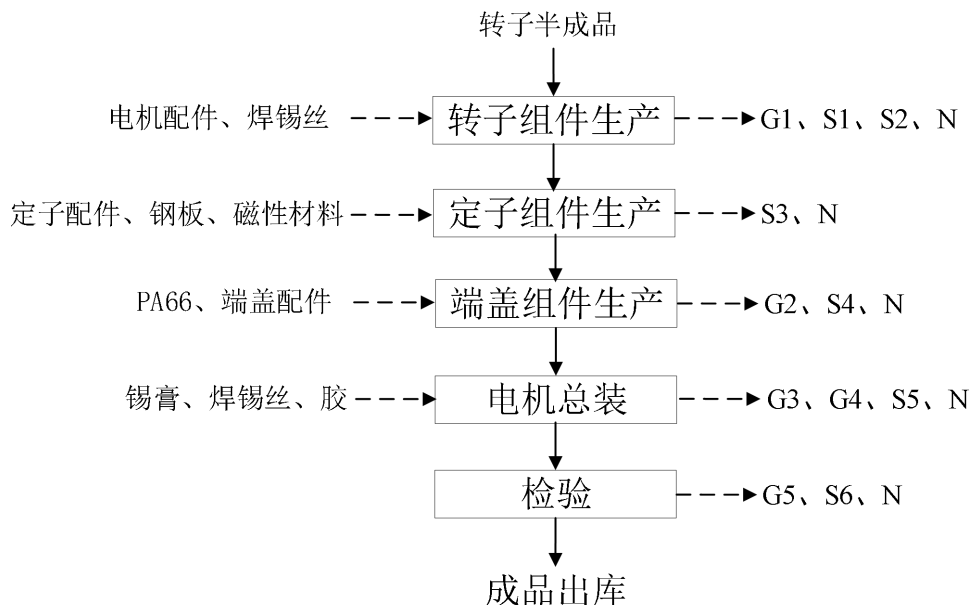 转子半成品
电机配件、焊锡丝 转子组件生产 G1、S1、S2、N
定子配件、钢板、磁性材料 定子组件生产 S3、N
PA66、端盖配件 端盖组件生产 G2、S4、N
锡膏、焊锡丝、胶 电机总装 G3、G4、S5、N
检验 G5、S6、N
成品出库